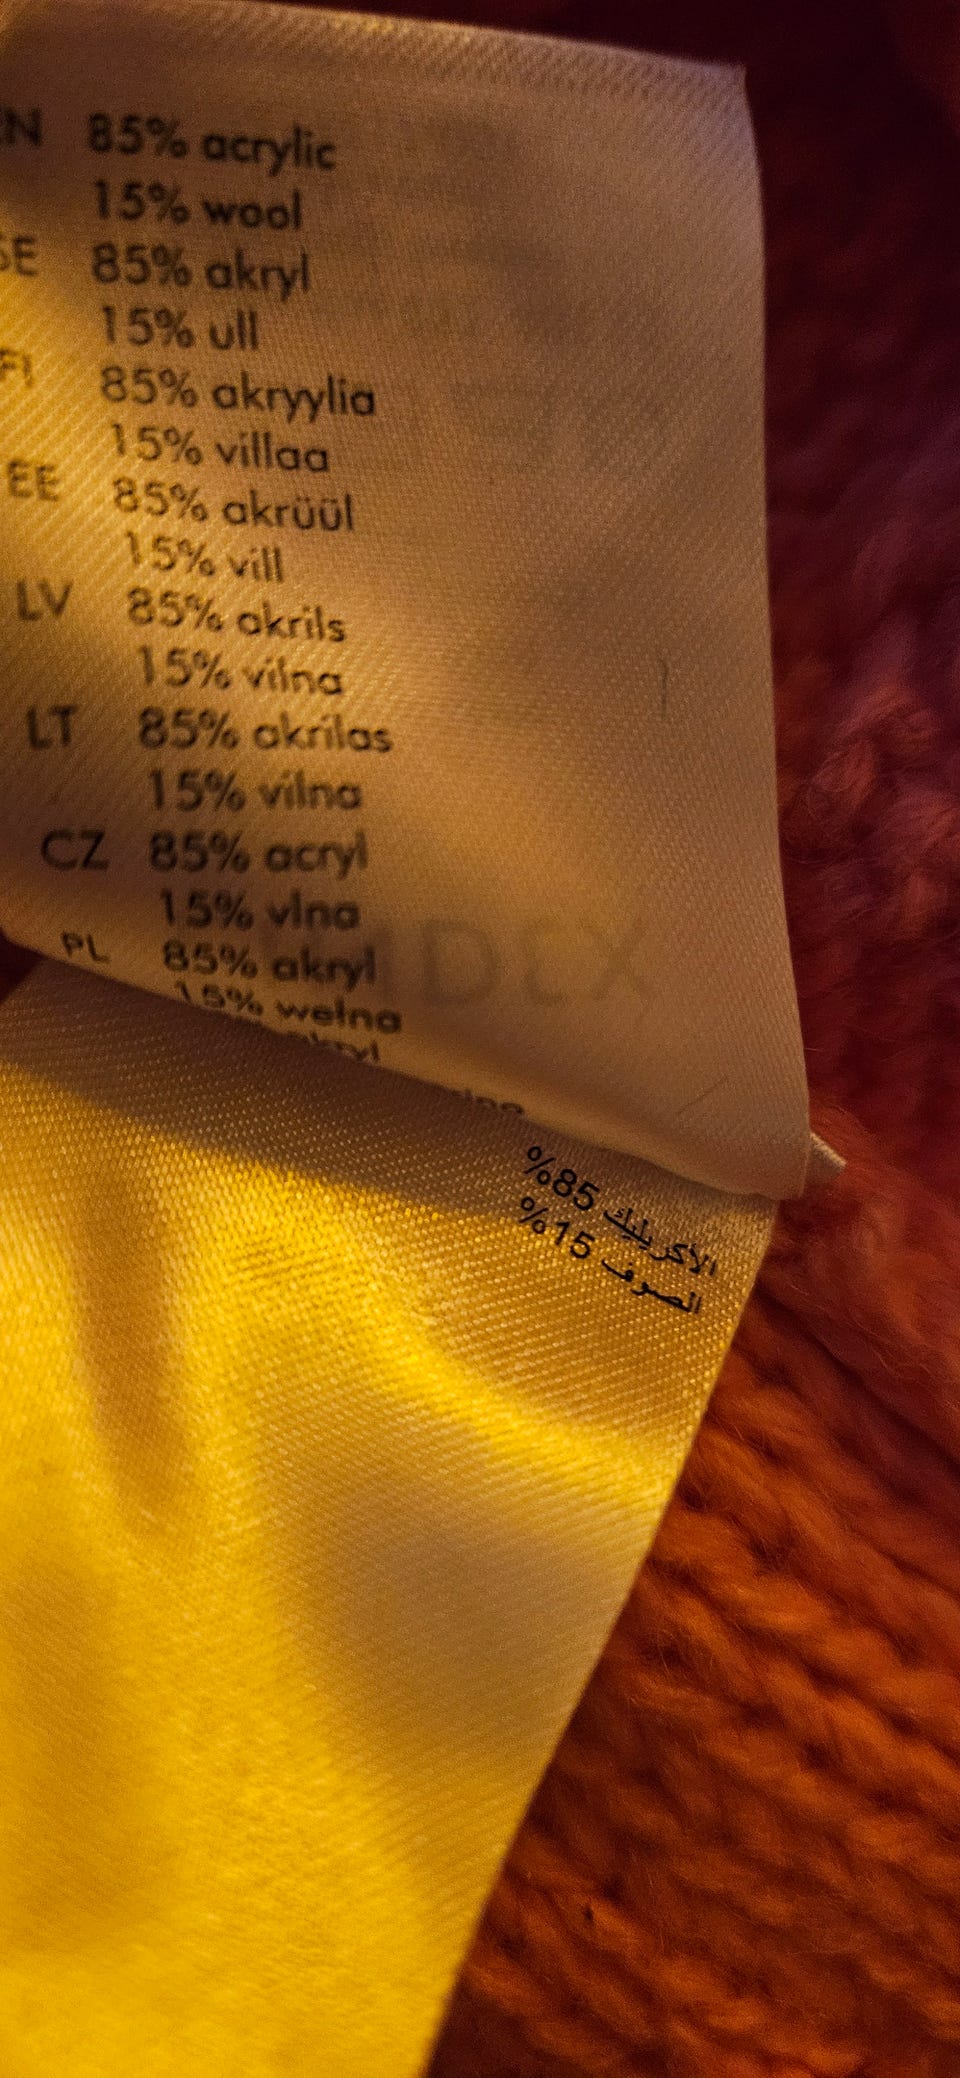 EN 85% acrylic
15% wool
SE 85% akryl
15% ull
FI 85% akryylia
15% villaa
EE 85% akrüül
15% vill
LV 85% akrils
15% vilna
LT 85% akrilas
15% vilna
CZ 85% acryl
15% vlna
PL 85% akryl
15% wełna
%85 الأكريليك
%15 الصوف